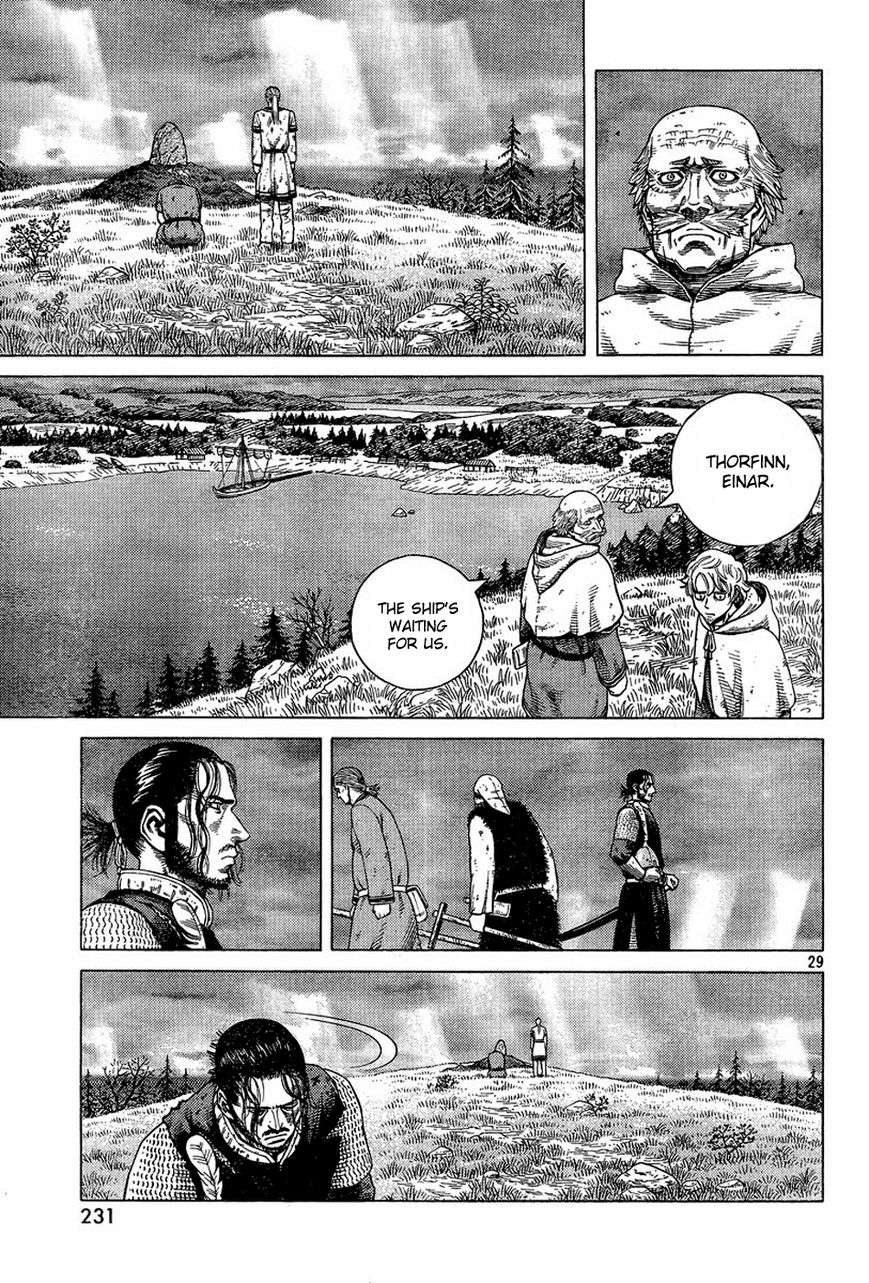 THORFINN,
EINAR.
THE SHIP'S
WAITING
FOR US.
29
231